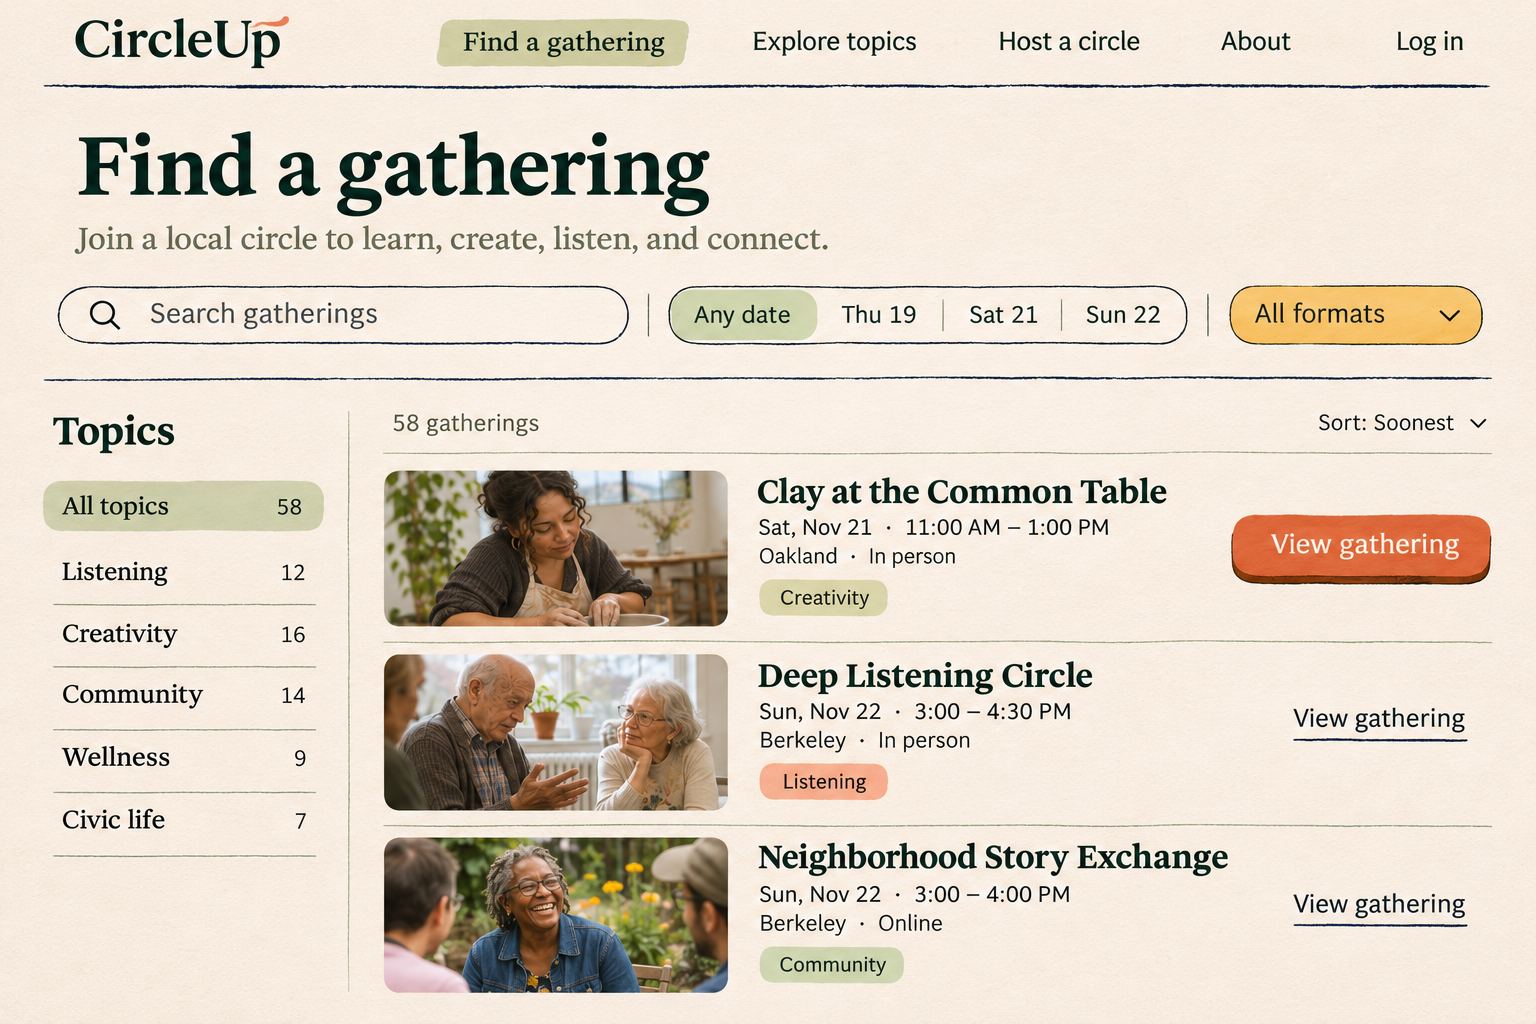 CircleUp
Find a gathering
Explore topics
Host a circle
About
Log in
Find a gathering
Join a local circle to learn, create, listen, and connect.
Search gatherings
Any date
Thu 19
Sat 21
Sun 22
All formats
Topics
All topics 58
Listening 12
Creativity 16
Community 14
Wellness 9
Civic life 7
58 gatherings
Sort: Soonest
Clay at the Common Table
Sat, Nov 21 · 11:00 AM – 1:00 PM
Oakland · In person
Creativity
View gathering
Deep Listening Circle
Sun, Nov 22 · 3:00 – 4:30 PM
Berkeley · In person
Listening
View gathering
Neighborhood Story Exchange
Sun, Nov 22 · 3:00 – 4:00 PM
Berkeley · Online
Community
View gathering